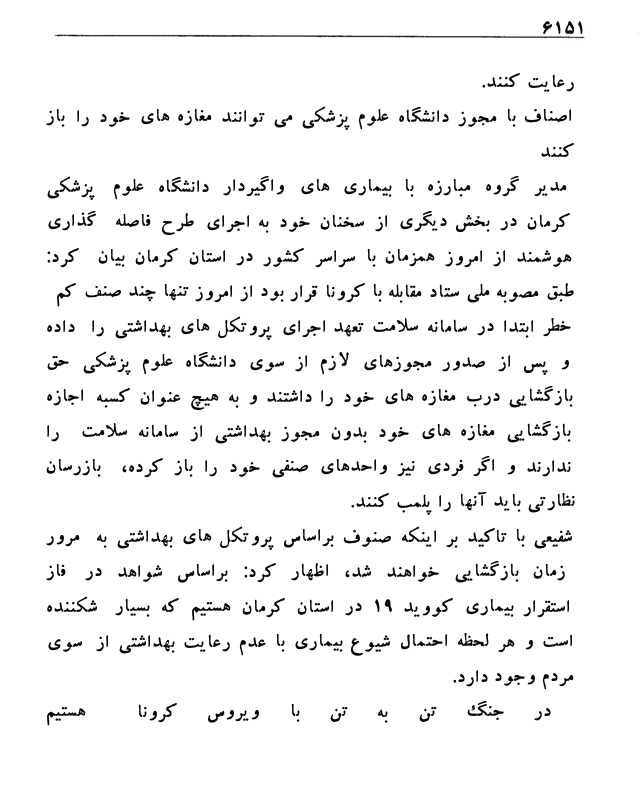 ۶۱۵۱
رعایت کنند.
اصناف با مجوز دانشگاه علوم پزشکی می توانند مغازه های خود را باز
کنند
مدیر گروه مبارزه با بیماری های واگیردار دانشگاه علوم پزشکی
کرمان در بخش دیگری از سخنان خود به اجرای طرح فاصله گذاری
هوشمند از امروز همزمان با سراسر کشور در استان کرمان بیان کرد:
طبق مصوبه ملی ستاد مقابله با کرونا قرار بود از امروز تنها چند صنف کم
خطر ابتدا در سامانه سلامت تعهد اجرای پروتکل های بهداشتی را داده
و پس از صدور مجوزهای لازم از سوی دانشگاه علوم پزشکی حق
بازگشایی درب مغازه های خود را داشتند و به هیچ عنوان کسبه اجازه
بازگشایی مغازه های خود بدون مجوز بهداشتی از سامانه سلامت را
ندارند و اگر فردی نیز واحدهای صنفی خود را باز کرده، بازرسان
نظارتی باید آنها را پلمب کنند.
شفیعی با تاکید بر اینکه صنوف براساس پروتکل های بهداشتی به مرور
زمان بازگشایی خواهند شد، اظهار کرد: براساس شواهد در فاز
استقرار بیماری کووید ۱۹ در استان کرمان هستیم که بسیار شکننده
است و هر لحظه احتمال شیوع بیماری با عدم رعایت بهداشتی از سوی
مردم وجود دارد.
در جنگ تن به تن با ویروس کرونا هستیم